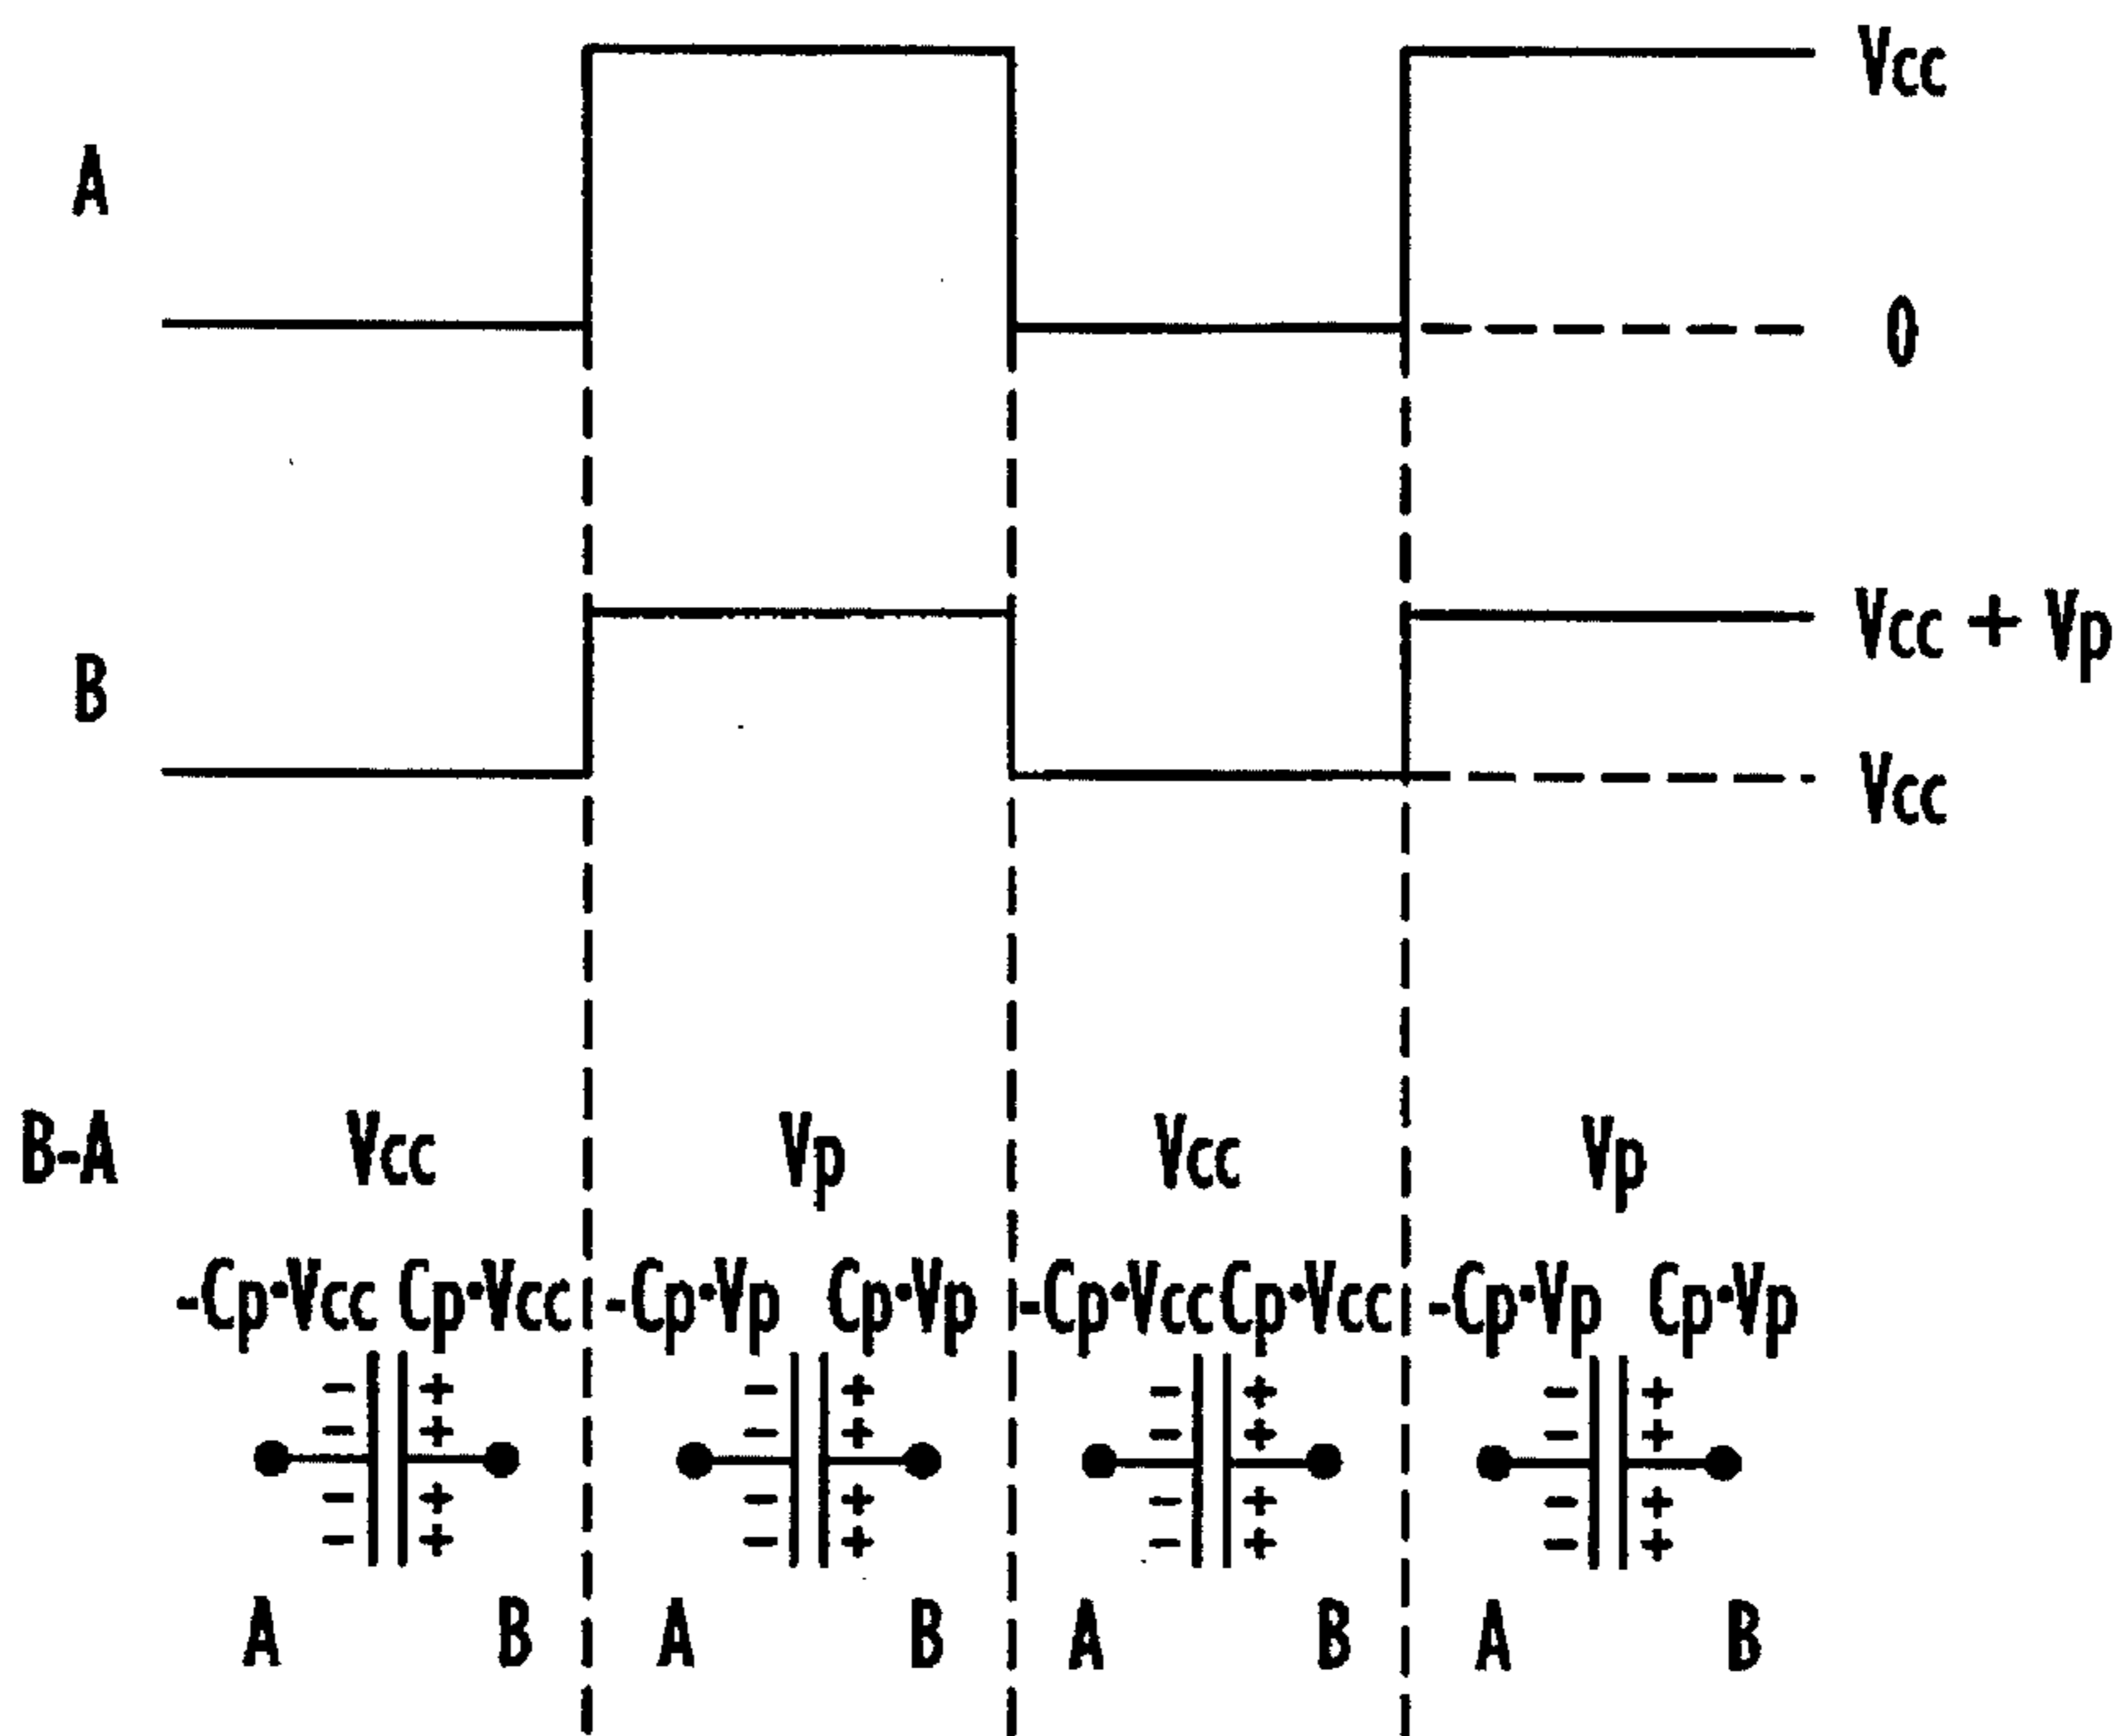 Vcc
A
0
Vcc + Vp
B
Vcc
B-A Vcc Vp Vcc Vp
-Cp·Vcc Cp·Vcc -Cp·Vp Cp·Vp -Cp·Vcc Cp·Vcc -Cp·Vp Cp·Vp
A B A B A B A B